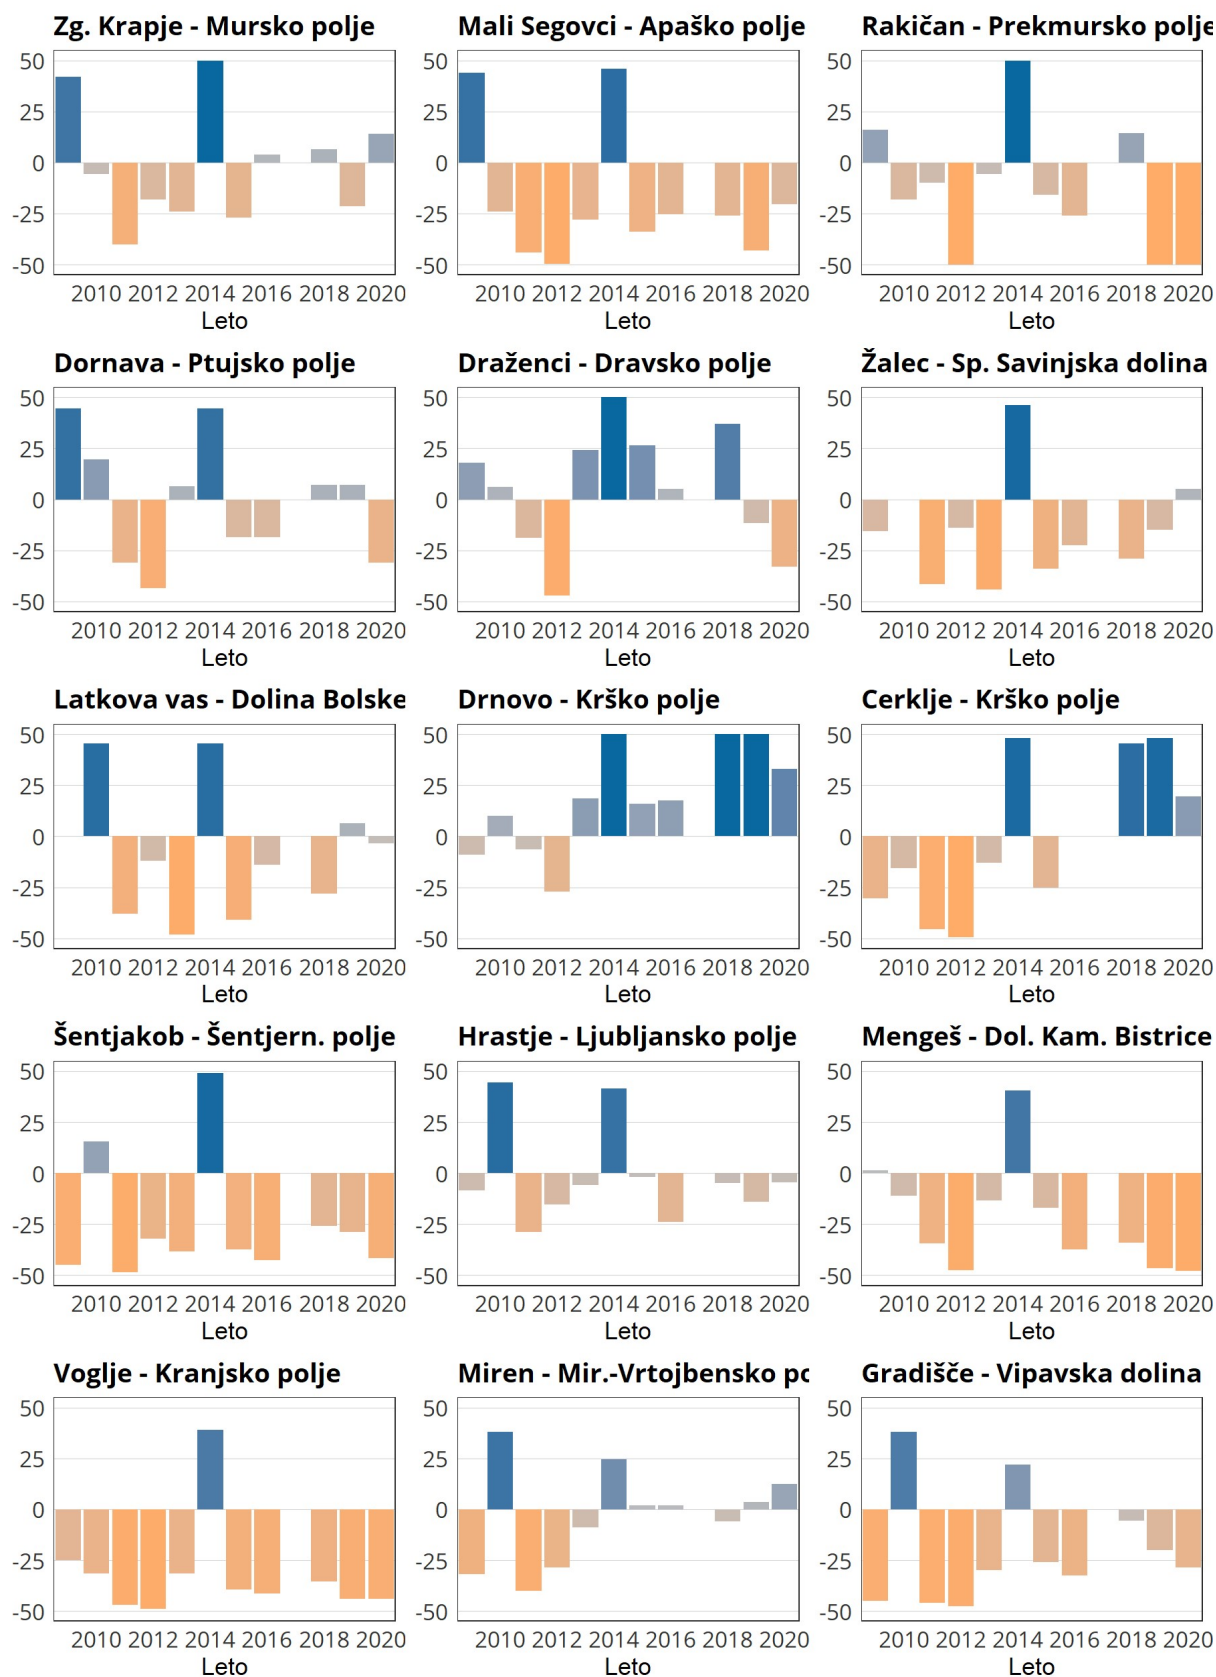 Zg. Krapje - Mursko polje
50
25
0
-25
-50
2010 2012 2014 2016 2018 2020
Leto
Mali Segovci - Apaško polje
50
25
0
-25
-50
2010 2012 2014 2016 2018 2020
Leto
Rakičan - Prekmursko polje
50
25
0
-25
-50
2010 2012 2014 2016 2018 2020
Leto
Dornava - Ptujsko polje
50
25
0
-25
-50
2010 2012 2014 2016 2018 2020
Leto
Draženci - Dravsko polje
50
25
0
-25
-50
2010 2012 2014 2016 2018 2020
Leto
Žalec - Sp. Savinjska dolina
50
25
0
-25
-50
2010 2012 2014 2016 2018 2020
Leto
Latkova vas - Dolina Bolske
50
25
0
-25
-50
2010 2012 2014 2016 2018 2020
Leto
Drnovo - Krško polje
50
25
0
-25
-50
2010 2012 2014 2016 2018 2020
Leto
Cerklje - Krško polje
50
25
0
-25
-50
2010 2012 2014 2016 2018 2020
Leto
Šentjakob - Šentjern. polje
50
25
0
-25
-50
2010 2012 2014 2016 2018 2020
Leto
Hrastje - Ljubljansko polje
50
25
0
-25
-50
2010 2012 2014 2016 2018 2020
Leto
Mengeš - Dol. Kam. Bistrice
50
25
0
-25
-50
2010 2012 2014 2016 2018 2020
Leto
Voglje - Kranjsko polje
50
25
0
-25
-50
2010 2012 2014 2016 2018 2020
Leto
Miren - Mir.-Vrtojbensko po
50
25
0
-25
-50
2010 2012 2014 2016 2018 2020
Leto
Gradišče - Vipavska dolina
50
25
0
-25
-50
2010 2012 2014 2016 2018 2020
Leto